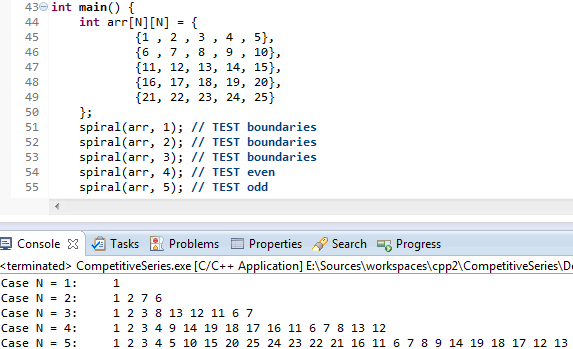 43 int main() {
44 int arr[N][N] = {
45 {1 , 2 , 3 , 4 , 5},
46 {6 , 7 , 8 , 9 , 10},
47 {11, 12, 13, 14, 15},
48 {16, 17, 18, 19, 20},
49 {21, 22, 23, 24, 25}
50 };
51 spiral(arr, 1); // TEST boundaries
52 spiral(arr, 2); // TEST boundaries
53 spiral(arr, 3); // TEST boundaries
54 spiral(arr, 4); // TEST even
55 spiral(arr, 5); // TEST odd
Console Tasks Problems Properties Search Progress
<terminated> CompetitiveSeries.exe [C/C++ Application] E:\Sources\workspaces\cpp2\CompetitiveSeries\De
Case N = 1: 1
Case N = 2: 1 2 7 6
Case N = 3: 1 2 3 8 13 12 11 6 7
Case N = 4: 1 2 3 4 9 14 19 18 17 16 11 6 7 8 13 12
Case N = 5: 1 2 3 4 5 10 15 20 25 24 23 22 21 16 11 6 7 8 9 14 19 18 17 12 13